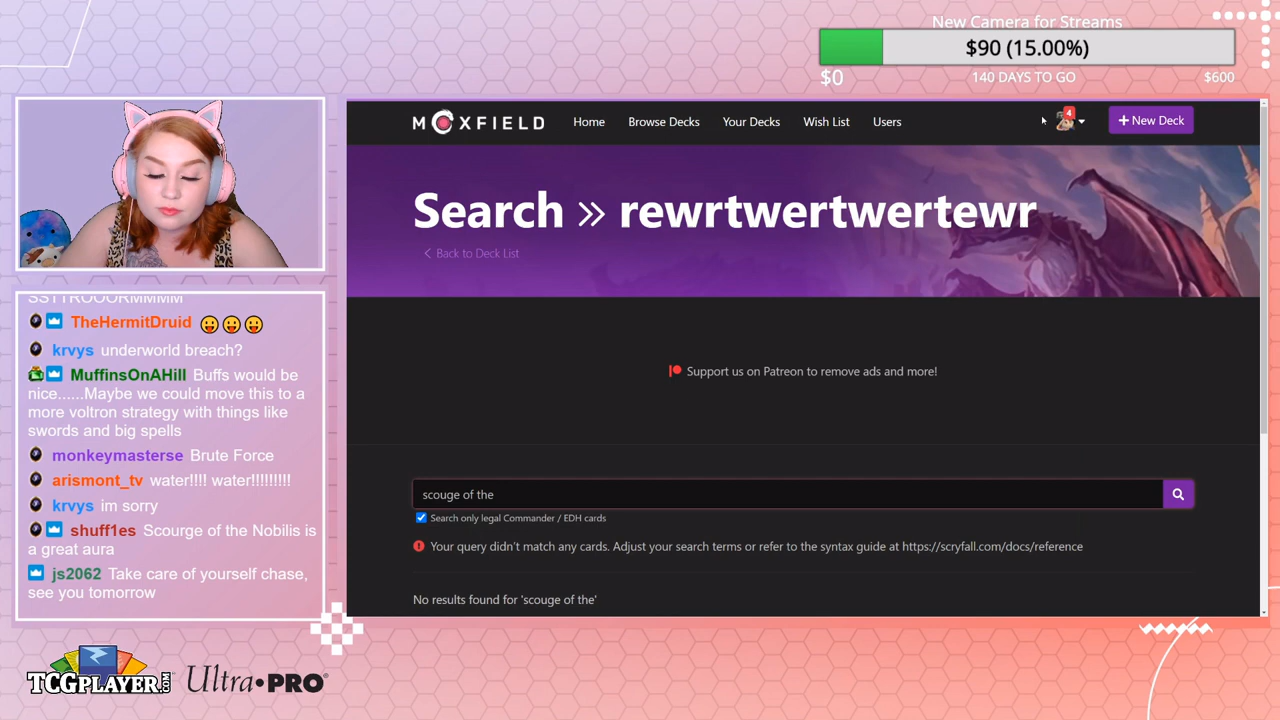 New Camera for Streams
$90 (15.00%)
$0
140 DAYS TO GO
$600
MOXFIELD
Home
Browse Decks
Your Decks
Wish List
Users
4
+ New Deck
Search » rewrtwertwertewr
Back to Deck List
Support us on Patreon to remove ads and more!
scouge of the
Search only legal Commander / EDH cards
Your query didn't match any cards. Adjust your search terms or refer to the syntax guide at https://scryfall.com/docs/reference
No results found for 'scouge of the'
SSTTROOORMMMM
TheHermitDruid
krvys underworld breach?
MuffinsOnAHill Buffs would be
nice......Maybe we could move this to a
more voltron strategy with things like
swords and big spells
monkeymasterse Brute Force
arismont_tv water!!!! water!!!!!!!!!
krvys im sorry
shuff1es Scourge of the Nobilis is
a great aura
js2062 Take care of yourself chase,
see you tomorrow
TCGPLAYER.COM
Ultra•PRO